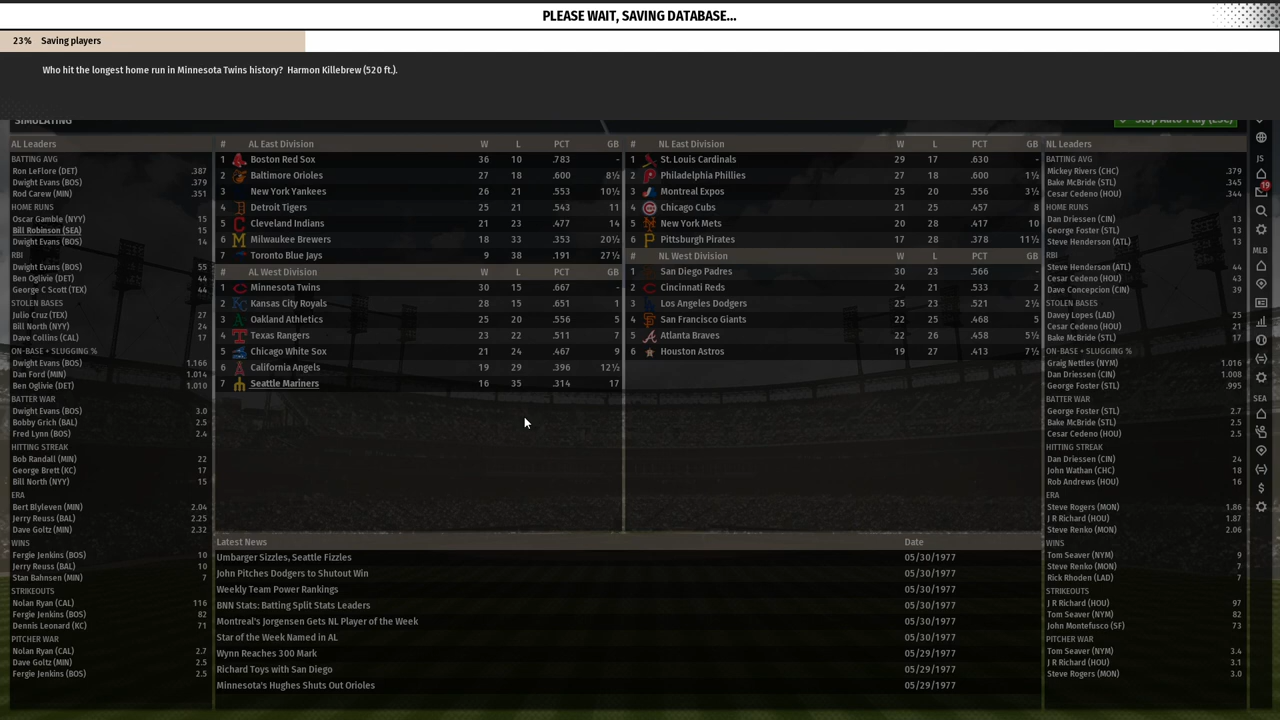 PLEASE WAIT, SAVING DATABASE...
23% Saving players
Who hit the longest home run in Minnesota Twins history? Harmon Killebrew (520 ft.).
SIMULATING
Stop Auto-Play (ESC)
AL Leaders
BATTING AVG
Ron LeFlore (DET) .387
Dwight Evans (BOS) .379
Rod Carew (MIN) .351
HOME RUNS
Oscar Gamble (NYY) 15
Bill Robinson (SEA) 15
Dwight Evans (BOS) 14
RBI
Dwight Evans (BOS) 55
Ben Oglivie (DET) 44
George C Scott (TEX) 44
STOLEN BASES
Julio Cruz (TEX) 27
Bill North (NYY) 24
Dave Collins (CAL) 17
ON-BASE + SLUGGING %
Dwight Evans (BOS) 1.166
Dan Ford (MIN) 1.014
Ben Oglivie (DET) 1.010
BATTER WAR
Dwight Evans (BOS) 3.0
Bobby Grich (BAL) 2.5
Fred Lynn (BOS) 2.4
HITTING STREAK
Bob Randall (MIN) 22
George Brett (KC) 17
Bill North (NYY) 15
ERA
Bert Blyleven (MIN) 2.04
Jerry Reuss (BAL) 2.25
Dave Goltz (MIN) 2.32
WINS
Fergie Jenkins (BOS) 10
Jerry Reuss (BAL) 10
Stan Bahnsen (MIN) 7
STRIKEOUTS
Nolan Ryan (CAL) 116
Fergie Jenkins (BOS) 82
Dennis Leonard (KC) 71
PITCHER WAR
Nolan Ryan (CAL) 2.7
Dave Goltz (MIN) 2.5
Fergie Jenkins (BOS) 2.5
# AL East Division W L PCT GB
1 Boston Red Sox 36 10 .783 -
2 Baltimore Orioles 27 18 .600 8½
3 New York Yankees 26 21 .553 10½
4 Detroit Tigers 25 21 .543 11
5 Cleveland Indians 23 21 .477 14
6 Milwaukee Brewers 18 33 .353 20½
7 Toronto Blue Jays 9 38 .191 27½
# AL West Division W L PCT GB
1 Minnesota Twins 30 15 .667 -
2 Kansas City Royals 28 15 .651 1
3 Oakland Athletics 25 20 .556 5
4 Texas Rangers 23 22 .511 7
5 Chicago White Sox 21 24 .467 9
6 California Angels 19 29 .396 12½
7 Seattle Mariners 16 35 .314 17
# NL East Division W L PCT GB
1 St. Louis Cardinals 29 17 .630 -
2 Philadelphia Phillies 27 18 .600 1½
3 Montreal Expos 25 20 .556 3½
4 Chicago Cubs 21 25 .457 8
5 New York Mets 20 28 .417 10
6 Pittsburgh Pirates 17 28 .378 11½
# NL West Division W L PCT GB
1 San Diego Padres 30 23 .566 -
2 Cincinnati Reds 24 21 .533 2
3 Los Angeles Dodgers 25 23 .521 2½
4 San Francisco Giants 22 25 .468 5
5 Atlanta Braves 22 26 .458 5½
6 Houston Astros 19 27 .413 7½
Latest News Date
Umbarger Sizzles, Seattle Fizzles 05/30/1977
John Pitches Dodgers to Shutout Win 05/30/1977
Weekly Team Power Rankings 05/30/1977
BNN Stats: Batting Split Stats Leaders 05/30/1977
Montreal's Jorgensen Gets NL Player of the Week 05/30/1977
Star of the Week Named in AL 05/30/1977
Wynn Reaches 300 Mark 05/29/1977
Richard Toys with San Diego 05/29/1977
Minnesota's Hughes Shuts Out Orioles 05/29/1977
NL Leaders
BATTING AVG
Mickey Rivers (CHC) .379
Bake McBride (STL) .345
Cesar Cedeno (HOU) .344
HOME RUNS
Dan Driessen (CIN) 13
George Foster (STL) 13
Steve Henderson (ATL) 13
RBI
Steve Henderson (ATL) 44
Cesar Cedeno (HOU) 43
Dave Concepcion (CIN) 39
STOLEN BASES
Davey Lopes (LAD) 25
Cesar Cedeno (HOU) 21
Bake McBride (STL) 17
ON-BASE + SLUGGING %
Graig Nettles (NYM) 1.016
Dan Driessen (CIN) 1.008
George Foster (STL) .995
BATTER WAR
George Foster (STL) 2.7
Bake McBride (STL) 2.5
Cesar Cedeno (HOU) 2.5
HITTING STREAK
Dan Driessen (CIN) 24
John Wathan (CHC) 18
Rob Andrews (HOU) 16
ERA
Steve Rogers (MON) 1.86
J R Richard (HOU) 1.87
Steve Renko (MON) 2.06
WINS
Tom Seaver (NYM) 9
Steve Renko (MON) 7
Rick Rhoden (LAD) 7
STRIKEOUTS
J R Richard (HOU) 97
Tom Seaver (NYM) 82
John Montefusco (SF) 73
PITCHER WAR
Tom Seaver (NYM) 3.4
J R Richard (HOU) 3.1
Steve Rogers (MON) 3.0
JS
19
MLB
SEA